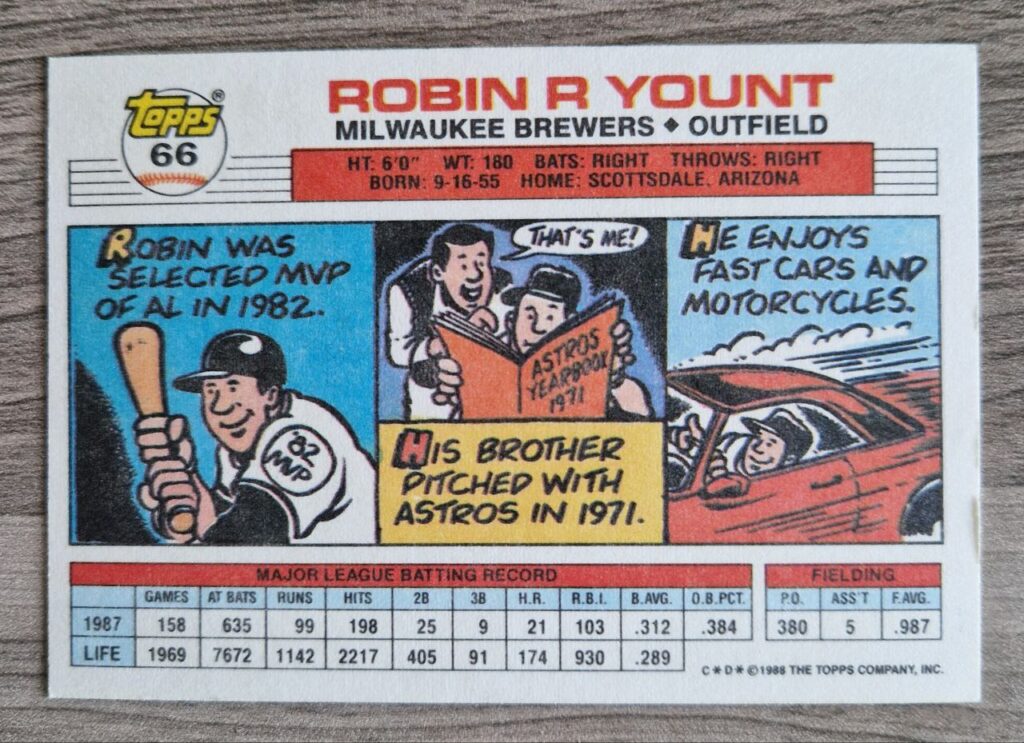 Topps®
66
ROBIN R YOUNT
MILWAUKEE BREWERS ◆ OUTFIELD
HT: 6'0" WT: 180 BATS: RIGHT THROWS: RIGHT
BORN: 9-16-55 HOME: SCOTTSDALE, ARIZONA
ROBIN WAS
SELECTED MVP
OF AL IN 1982.
'82
MVP
THAT'S ME!
ASTROS
YEARBOOK
1971
HIS BROTHER
PITCHED WITH
ASTROS IN 1971.
HE ENJOYS
FAST CARS AND
MOTORCYCLES.
MAJOR LEAGUE BATTING RECORD
GAMES AT BATS RUNS HITS 2B 3B H.R. R.B.I. B.AVG. O.B.PCT.
1987 158 635 99 198 25 9 21 103 .312 .384
LIFE 1969 7672 1142 2217 405 91 174 930 .289
FIELDING
P.O. ASS'T F.AVG.
380 5 .987
C*D*©1988 THE TOPPS COMPANY, INC.